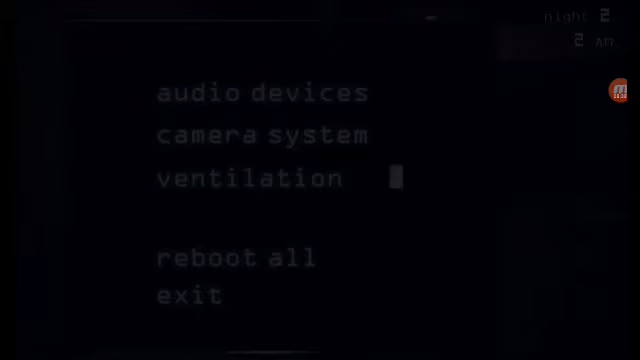 night 2
2 AM
audio devices
camera system
ventilation
reboot all
exit